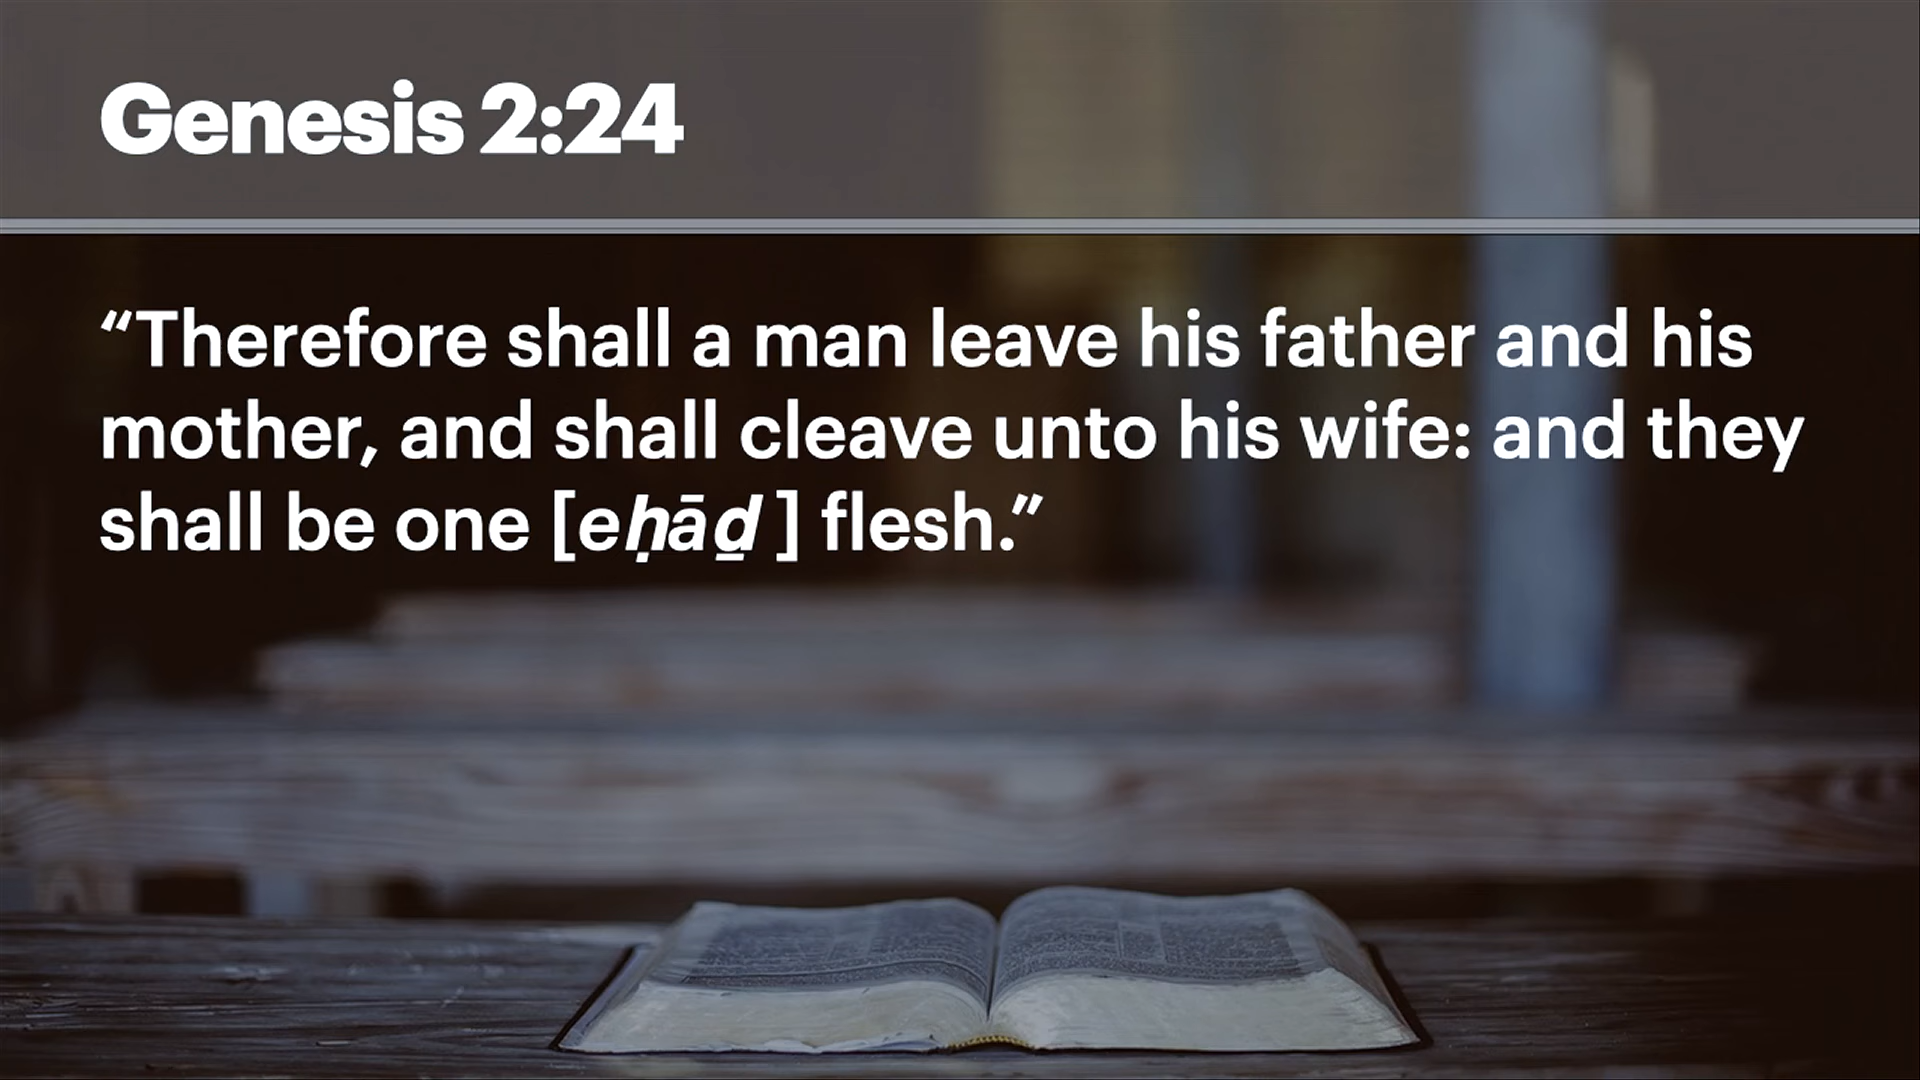 Genesis 2:24
“Therefore shall a man leave his father and his
mother, and shall cleave unto his wife: and they
shall be one [eḥāḏ ] flesh.”